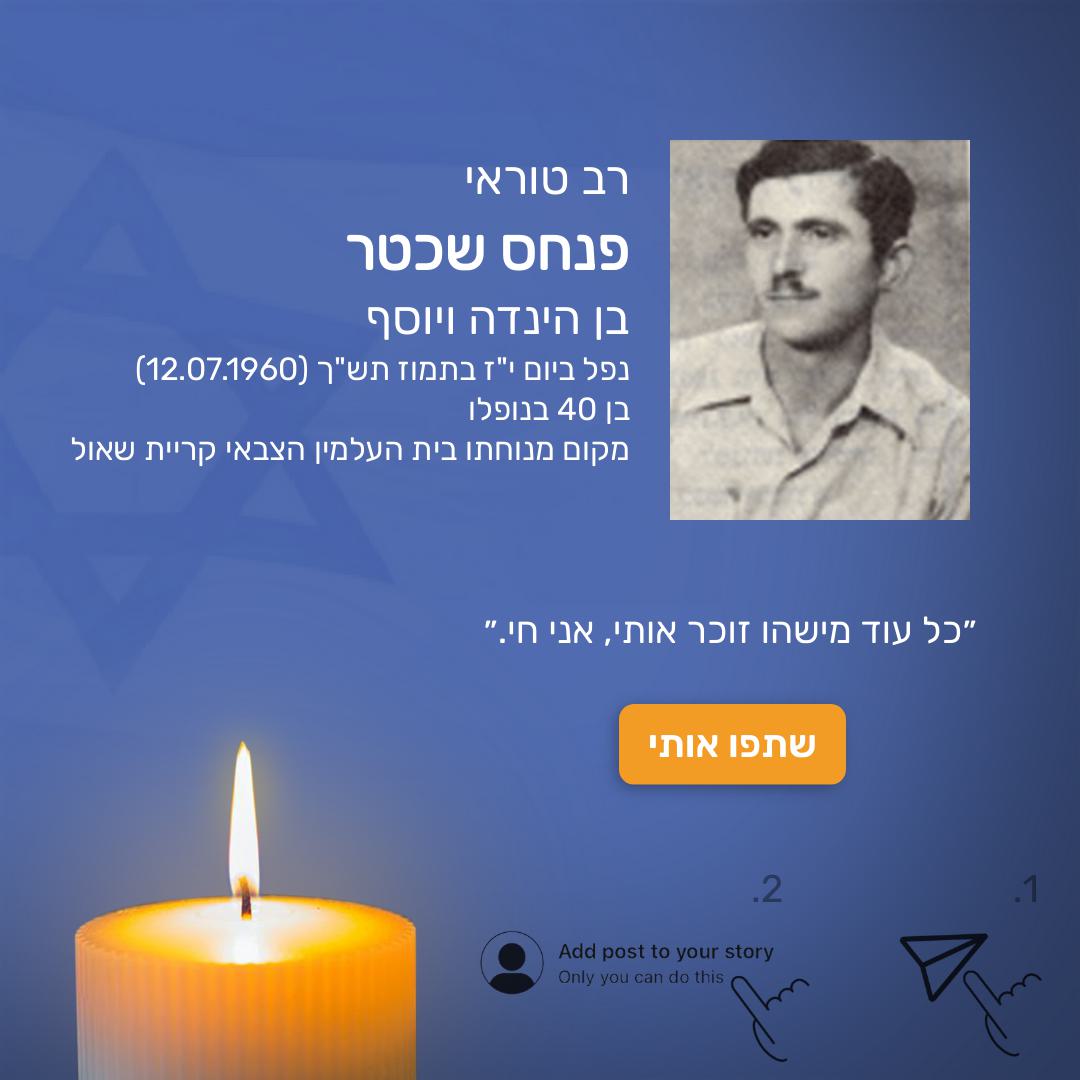 רב טוראי
פנחס שכטר
בן הינדה ויוסף
נפל ביום י"ז בתמוז תש"ך (12.07.1960)
בן 40 בנופלו
מקום מנוחתו בית העלמין הצבאי קריית שאול
״כל עוד מישהו זוכר אותי, אני חי.״
שתפו אותי
1.
2.
Add post to your story
Only you can do this